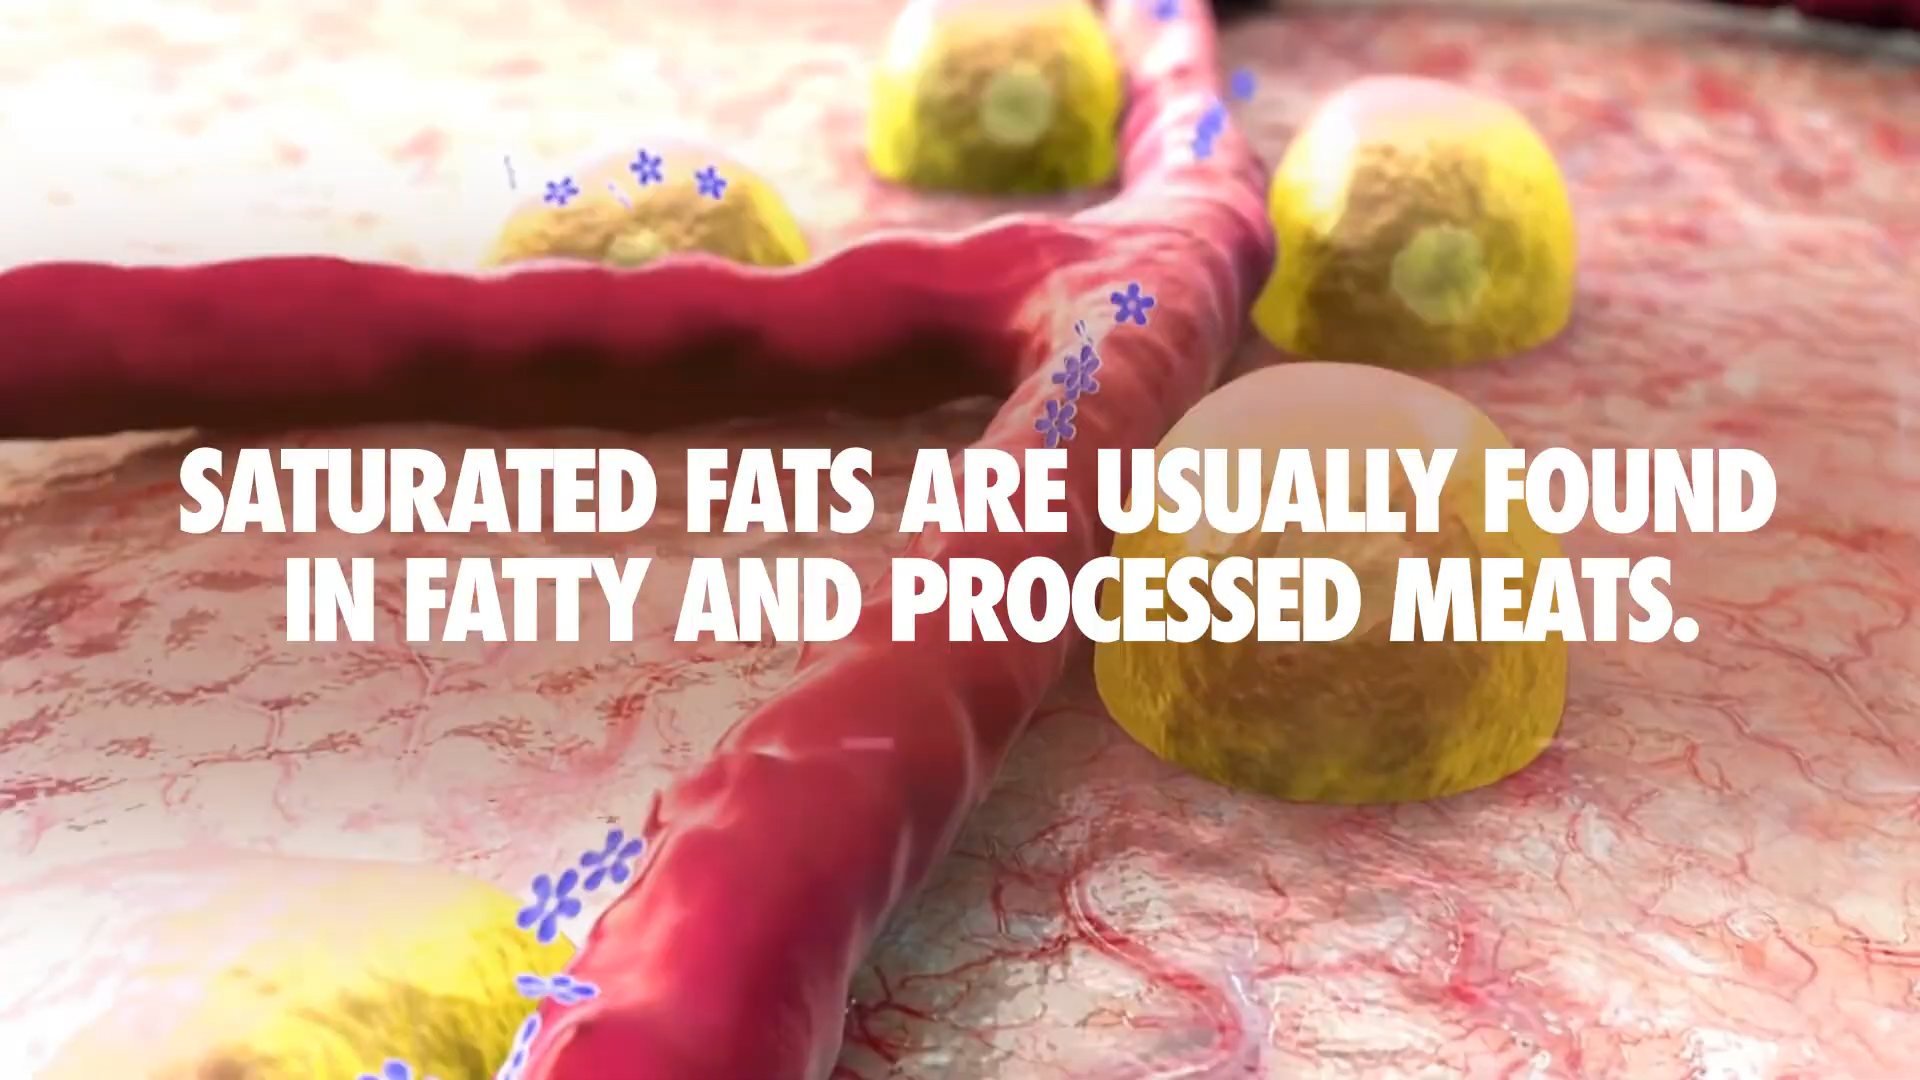 SATURATED FATS ARE USUALLY FOUND
IN FATTY AND PROCESSED MEATS.